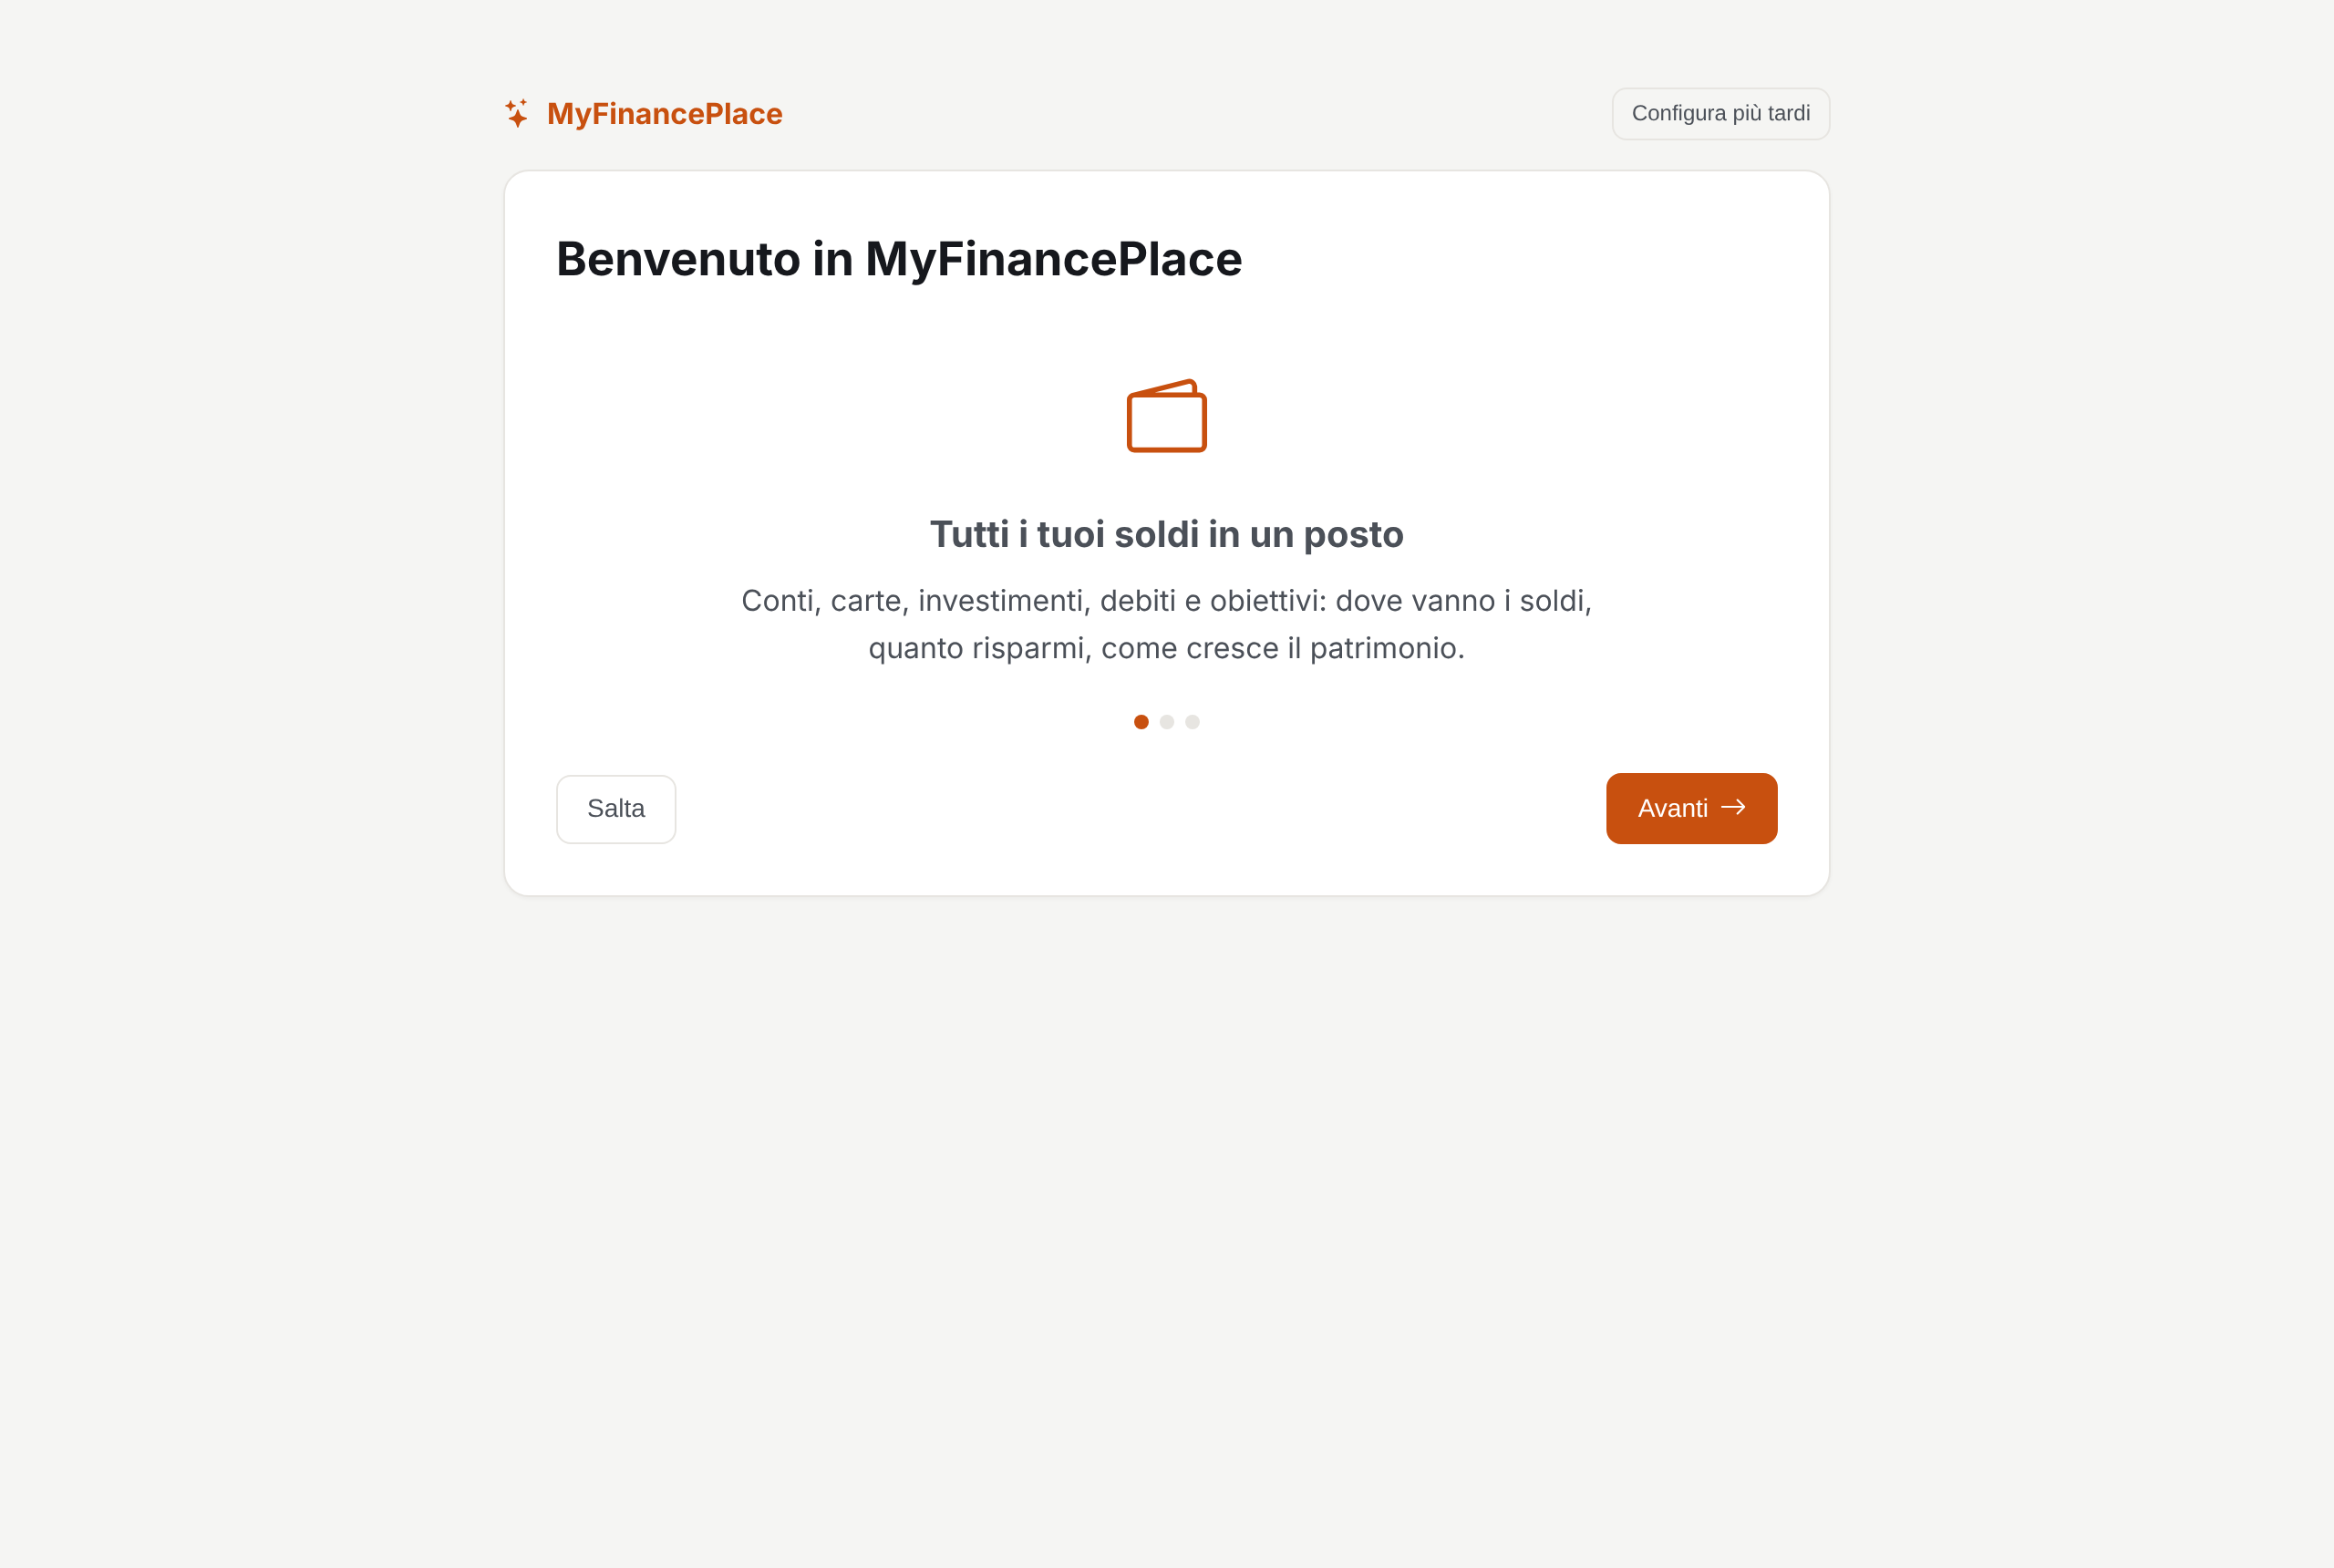 MyFinancePlace
Configura più tardi
Benvenuto in MyFinancePlace
Tutti i tuoi soldi in un posto
Conti, carte, investimenti, debiti e obiettivi: dove vanno i soldi,
quanto risparmi, come cresce il patrimonio.
Salta
Avanti